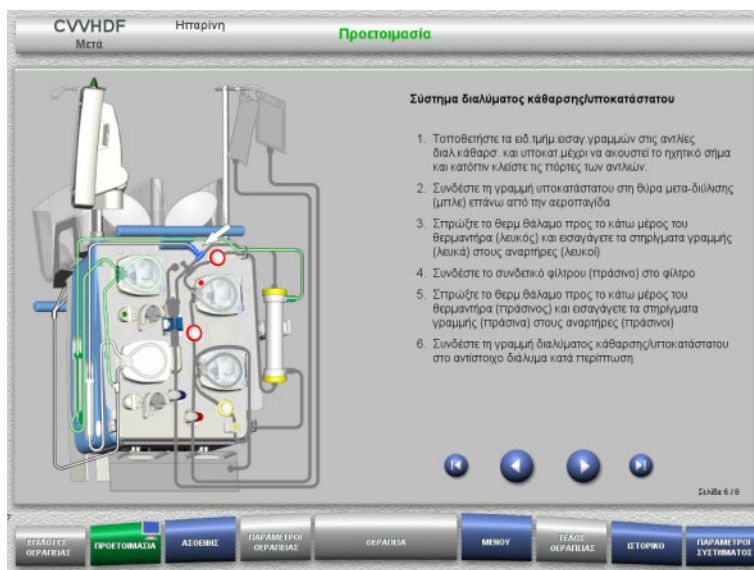 CVVHDF
Ηπαρίνη
Μετά
Προετοιμασία
Σύστημα διαλύματος κάθαρσης/υποκατάστατου
1. Τοποθετήστε τα ειδ.τμήμ.εισαγ.γραμμών στις αντλίες
διαλ.κάθαρσ. και υποκατ.μέχρι να ακουστεί το ηχητικό σήμα
και κατόπιν κλείστε τις πόρτες των αντλιών.
2. Συνδέστε τη γραμμή υποκατάστατου στη θύρα μετα-διύλισης
(μπλε) επάνω από την αεροπαγίδα
3. Σπρώξτε το θερμ.θάλαμο προς το κάτω μέρος του
θερμαντήρα (λευκός) και εισαγάγετε τα στηρίγματα γραμμής
(λευκά) στους αναρτήρες (λευκοί)
4. Συνδέστε το συνδετικό φίλτρου (πράσινο) στο φίλτρο
5. Σπρώξτε το θερμ.θάλαμο προς το κάτω μέρος του
θερμαντήρα (πράσινος) και εισαγάγετε τα στηρίγματα
γραμμής (πράσινα) στους αναρτήρες (πράσινοι)
6. Συνδέστε τη γραμμή διαλύματος κάθαρσης/υποκατάστατου
στο αντίστοιχο διάλυμα κατά περίπτωση
Σελίδα 6 / 8
7
ΕΠΙΛΟΓΕΣ
ΘΕΡΑΠΕΙΑΣ
ΠΡΟΕΤΟΙΜΑΣΙΑ
ΑΣΘΕΝΗΣ
ΠΑΡΑΜΕΤΡΟΙ
ΘΕΡΑΠΕΙΑΣ
ΘΕΡΑΠΕΙΑ
ΜΕΝΟΥ
ΤΕΛΟΣ
ΘΕΡΑΠΕΙΑΣ
ΙΣΤΟΡΙΚΟ
ΠΑΡΑΜΕΤΡΟΙ
ΣΥΣΤΗΜΑΤΟΣ